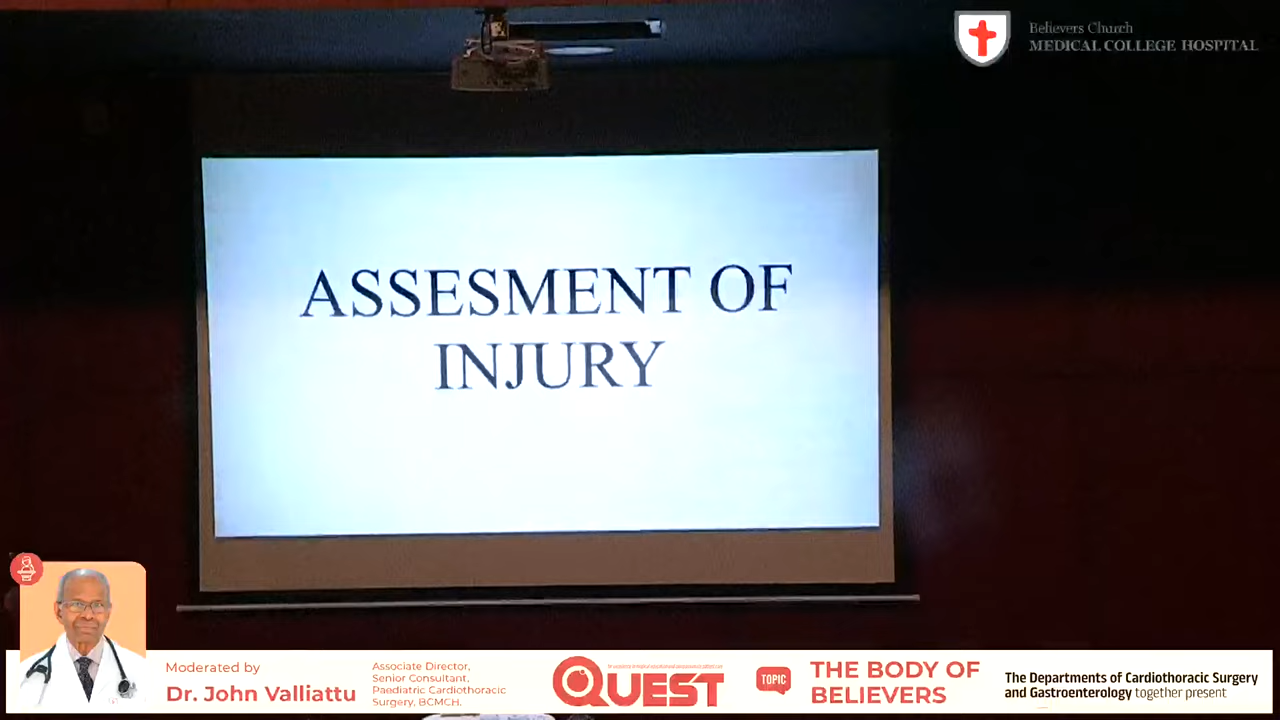 Believers Church
MEDICAL COLLEGE HOSPITAL
ASSESMENT OF
INJURY
Moderated by
Dr. John Valliattu
Associate Director,
Senior Consultant,
Paediatric Cardiothoracic
Surgery, BCMCH.
QUEST
TOPIC
THE BODY OF
BELIEVERS
The Departments of Cardiothoracic Surgery
and Gastroenterology together present